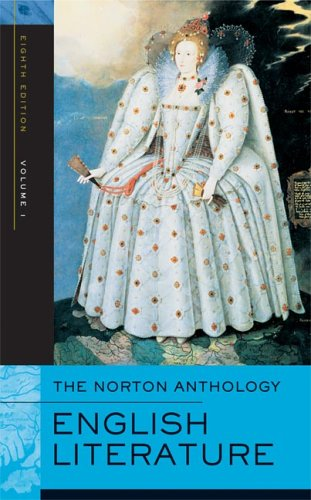 EIGHTH EDITION
VOLUME 1
THE NORTON ANTHOLOGY
ENGLISH
LITERATURE